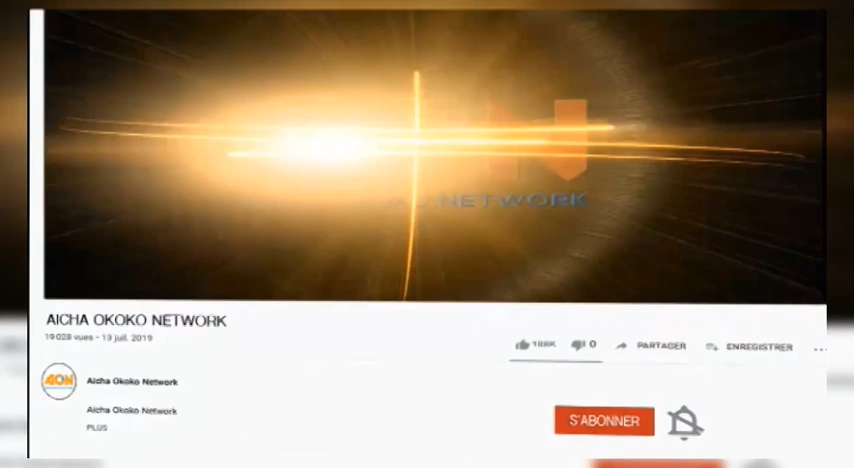 NETWORK
AICHA OKOKO NETWORK
19 028 vues - 13 juil. 2019
188K 0 PARTAGER ENREGISTRER
AON Aicha Okoko Network
Aicha Okoko Network
PLUS
S'ABONNER